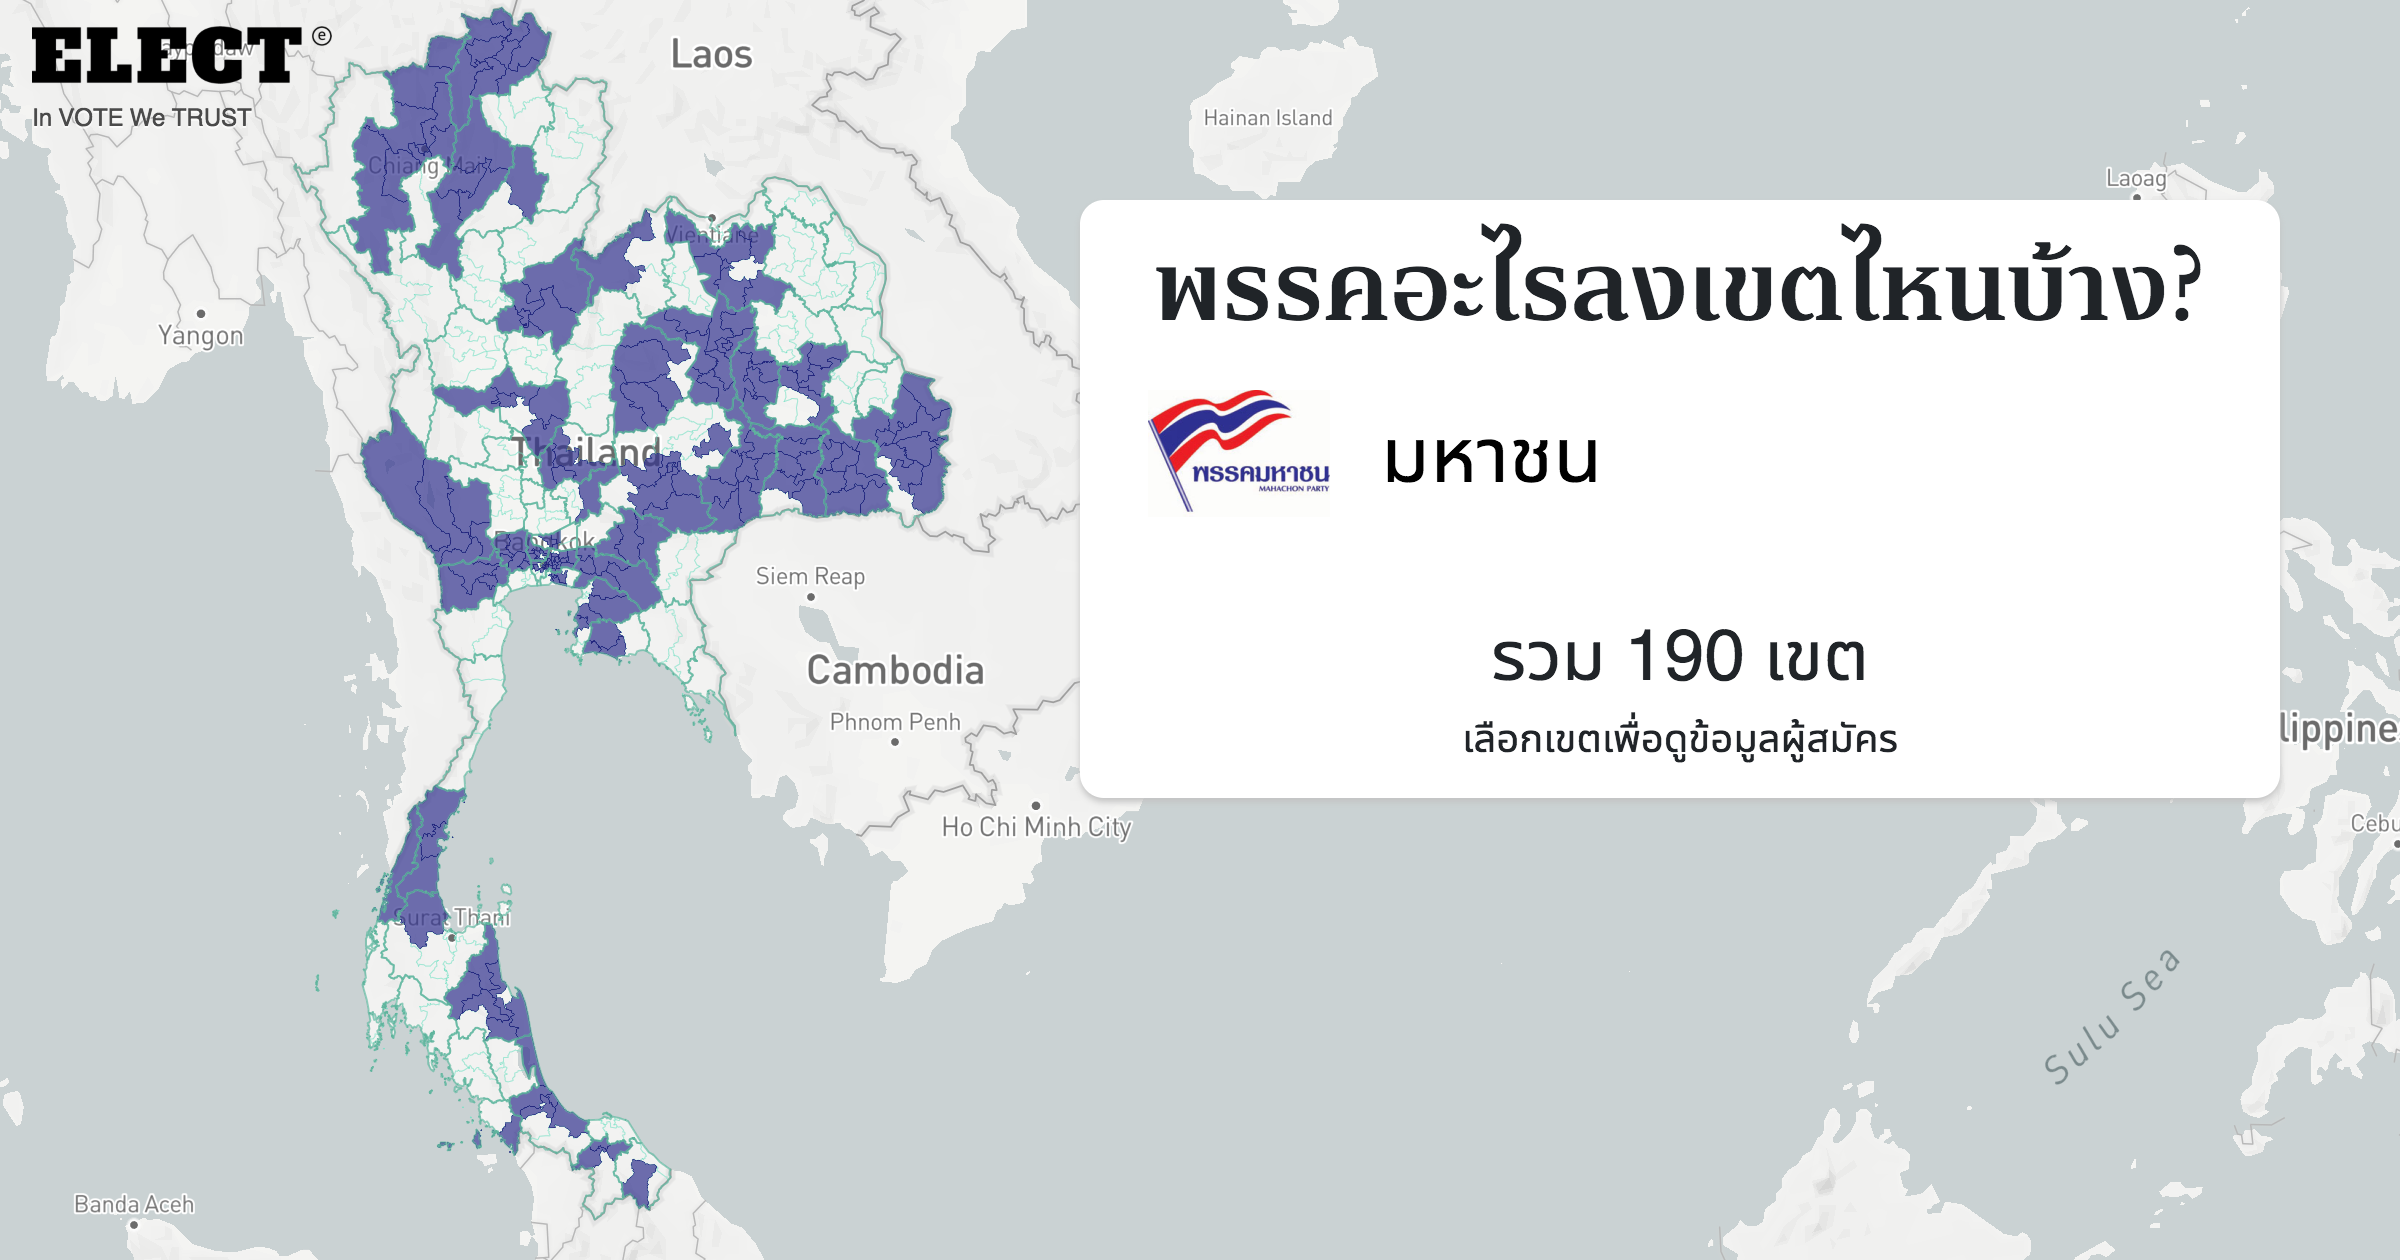 ELECT ⓔ
In VOTE We TRUST
Laos
Hainan Island
Laoag
Chiang Mai
Vientiane
Yangon
Thailand
Bangkok
Siem Reap
Cambodia
Phnom Penh
Ho Chi Minh City
Surat Thani
Banda Aceh
Sulu Sea
Cebu
lippine
พรรคอะไรลงเขตไหนบ้าง?
พรรคมหาชน
MAHACHON PARTY
มหาชน
รวม 190 เขต
เลือกเขตเพื่อดูข้อมูลผู้สมัคร